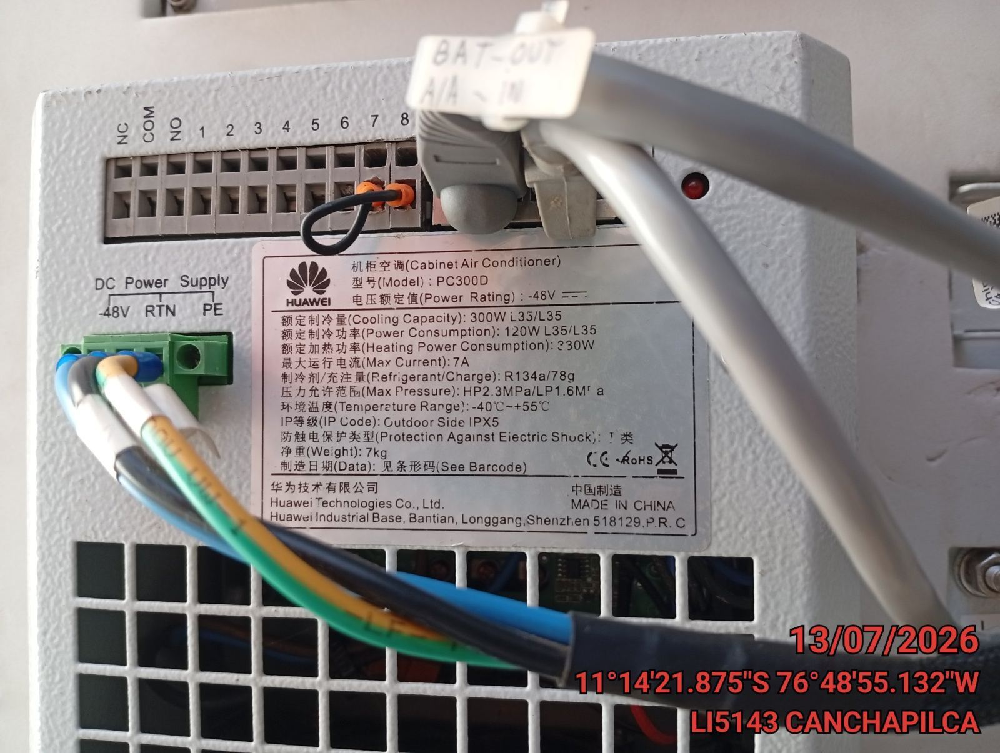 BAT-OUT
A/A - IN
NC COM NO 1 2 3 4 5 6 7 8
DC Power Supply
-48V RTN PE
HUAWEI
机柜空调(Cabinet Air Conditioner)
型号(Model) : PC300D
电压额定值(Power Rating) : -48V
额定制冷量(Cooling Capacity): 300W L35/L35
额定制冷功率(Power Consumption): 120W L35/L35
额定加热功率(Heating Power Consumption): 330W
最大运行电流(Max Current): 7A
制冷剂/充注量(Refrigerant/Charge): R134a/78g
压力允许范围(Max Pressure): HP2.3MPa/LP1.6MPa
环境温度(Temperature Range): -40℃~+55℃
IP等级(IP Code): Outdoor Side IPX5
防触电保护类型(Protection Against Electric Shock): I 类
净重(Weight): 7kg
制造日期(Data): 见条形码(See Barcode)
CE RoHS
华为技术有限公司
Huawei Technologies Co., Ltd.
中国制造
MADE IN CHINA
Huawei Industrial Base, Bantian, Longgang, Shenzhen 518129, P.R. C
13/07/2026
11°14'21.875"S 76°48'55.132"W
LI5143 CANCHAPILCA